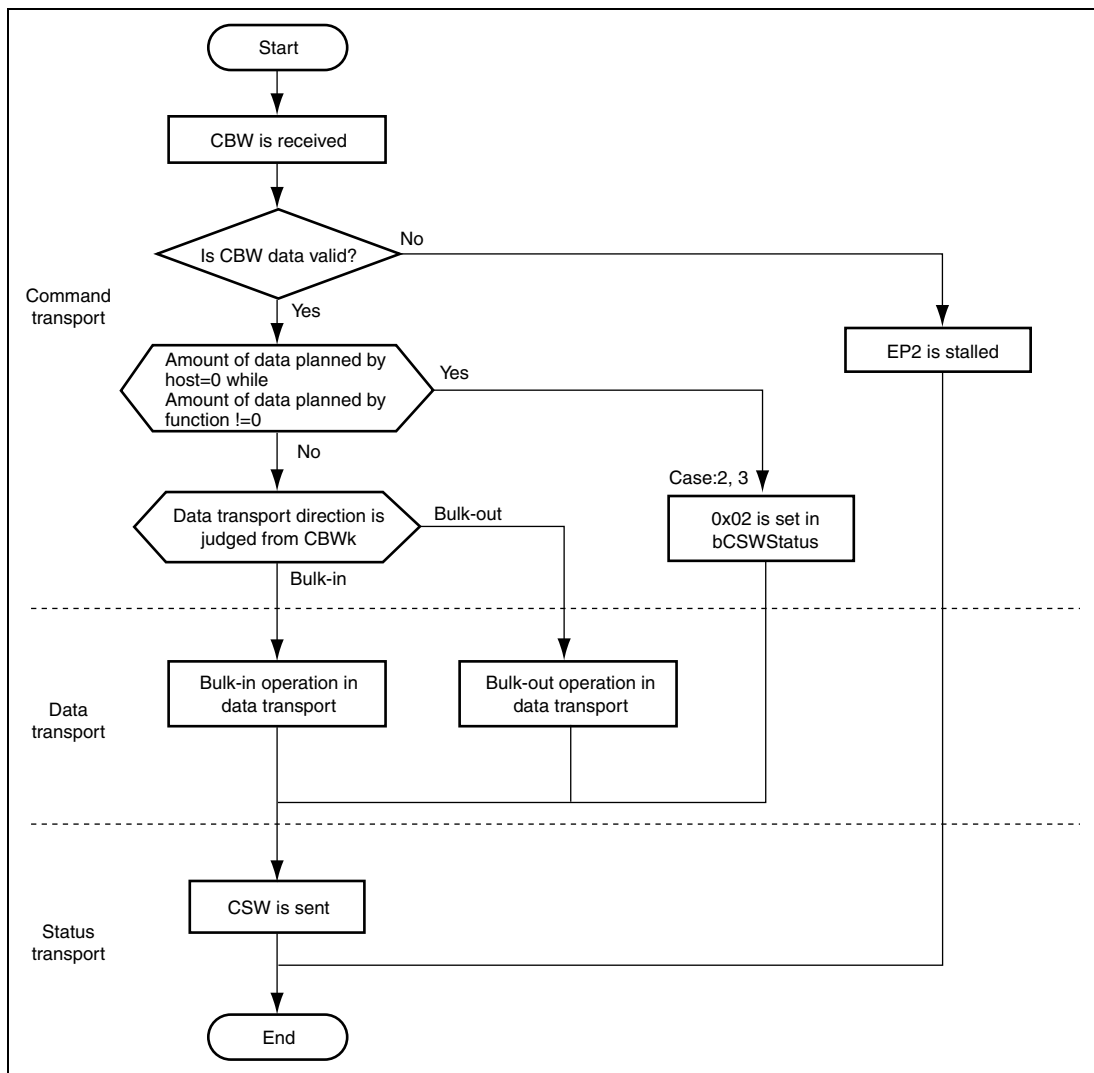 Start
CBW is received
Is CBW data valid?
No
Yes
Command
transport
EP2 is stalled
Amount of data planned by
host=0 while
Amount of data planned by
function !=0
Yes
No
Case:2, 3
0x02 is set in
bCSWStatus
Data transport direction is
judged from CBWk
Bulk-out
Bulk-in
Data
transport
Bulk-in operation in
data transport
Bulk-out operation in
data transport
Status
transport
CSW is sent
End